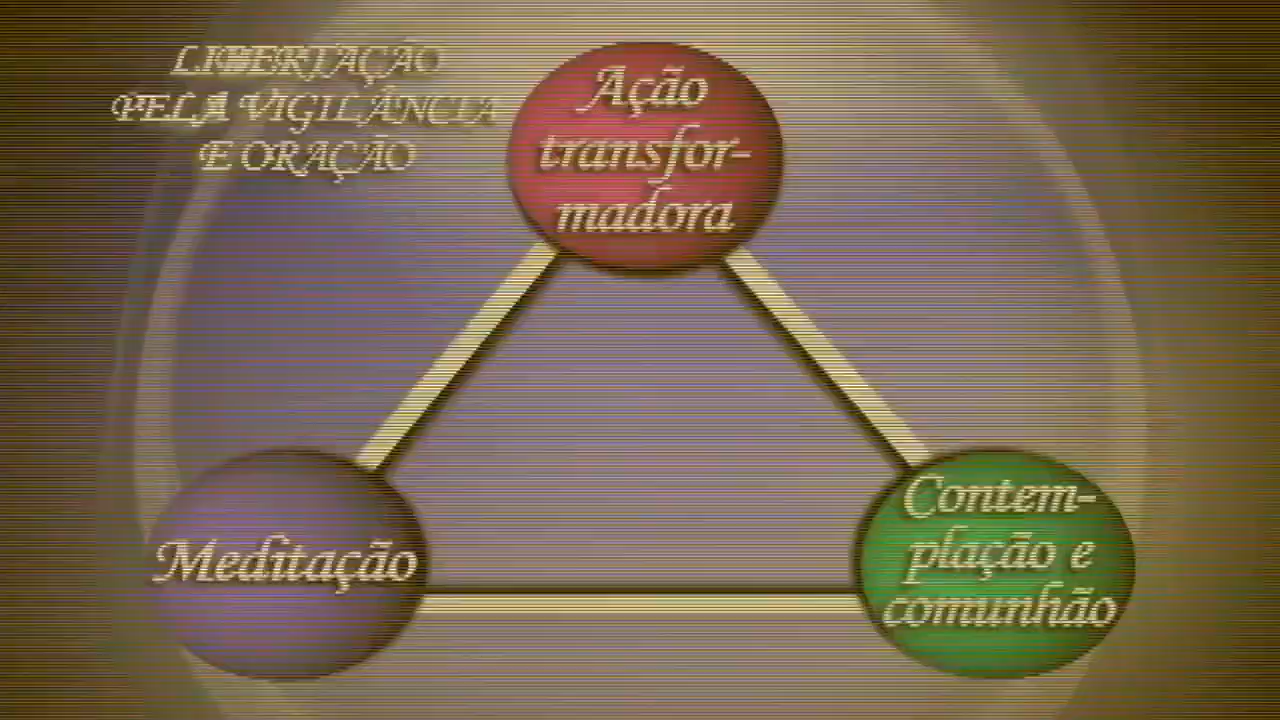 LIBERTAÇÃO
PELA VIGILÂNCIA
E ORAÇÃO
Ação
transfor-
madora
Meditação
Contem-
plação e
comunhão